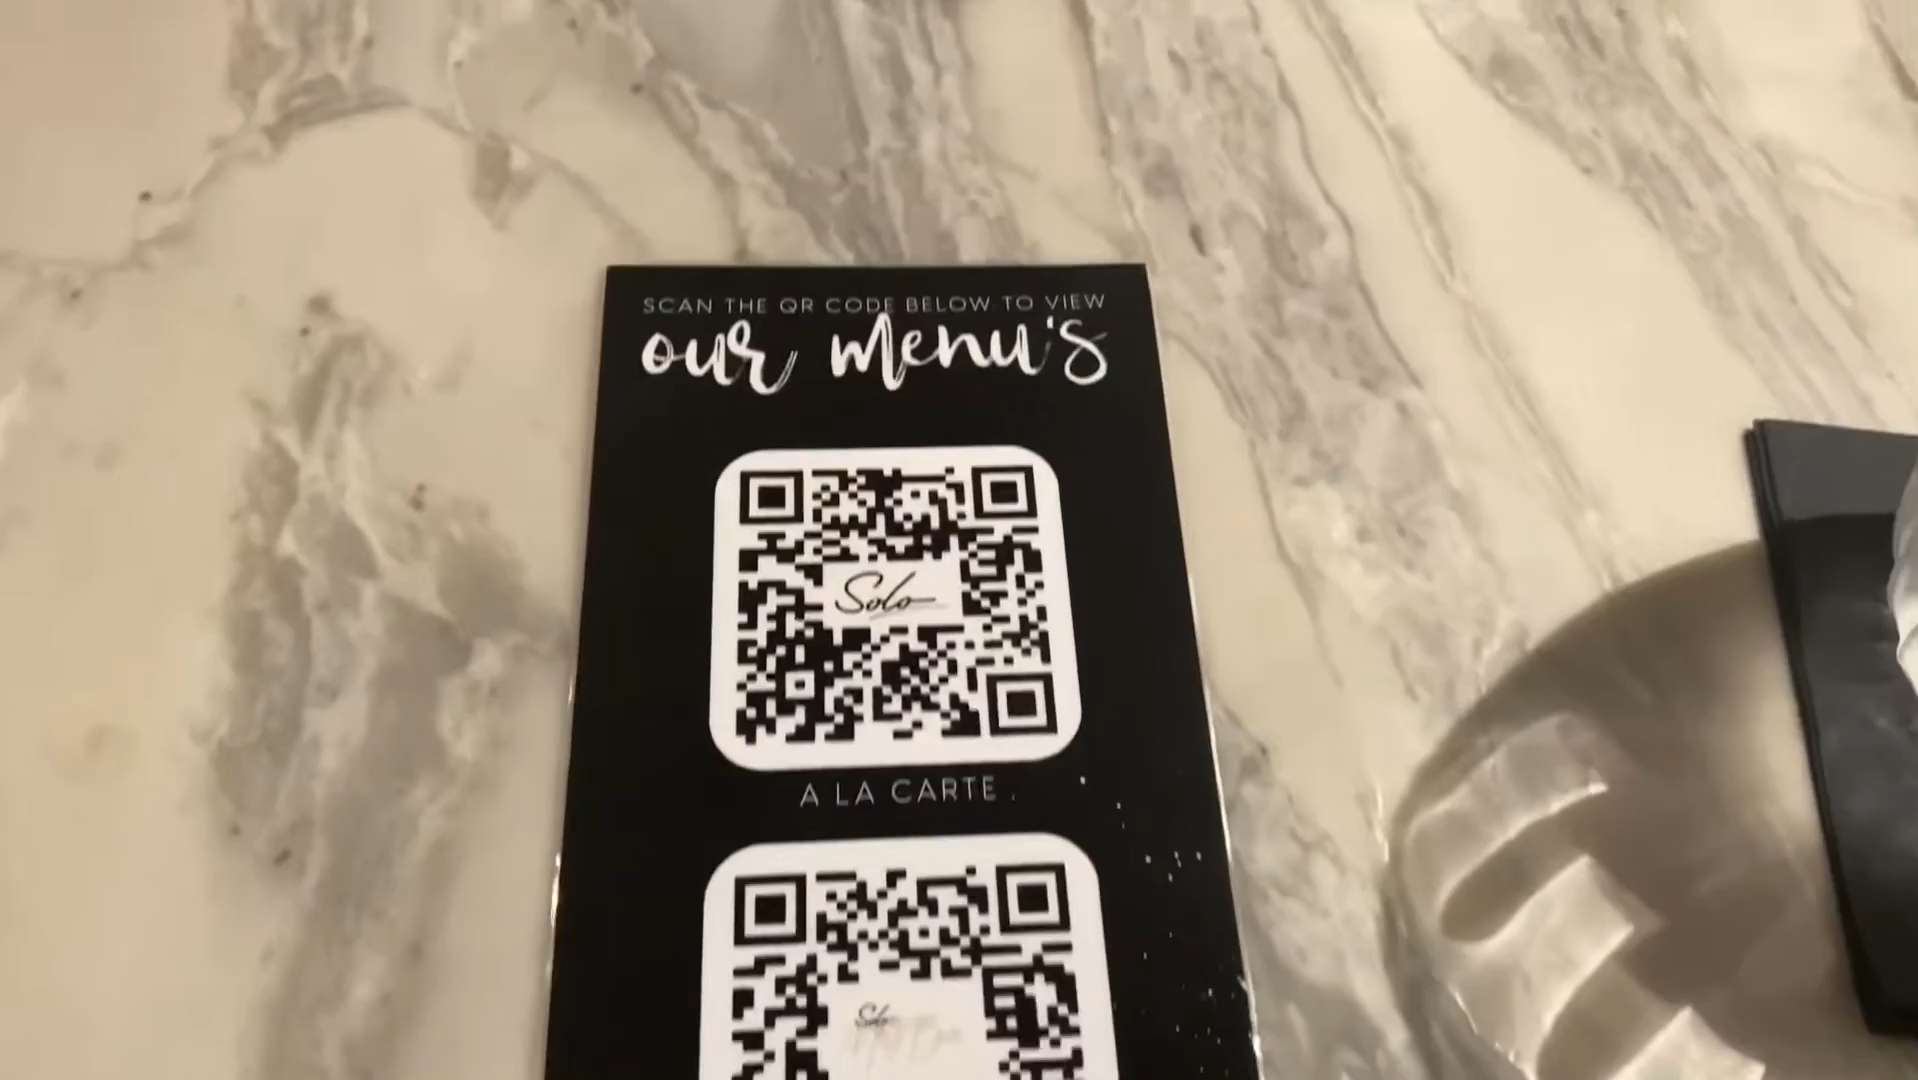 SCAN THE QR CODE BELOW TO VIEW
our menu's
Solo
A LA CARTE
Solo